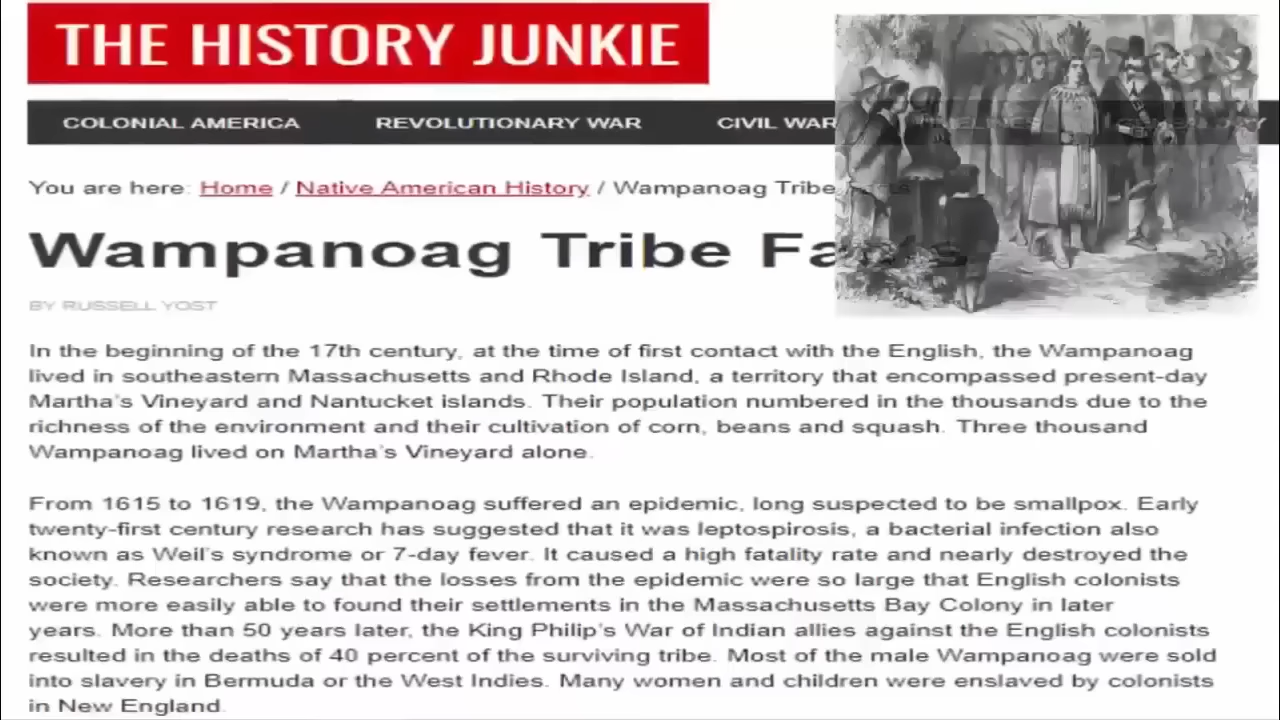 THE HISTORY JUNKIE
COLONIAL AMERICA REVOLUTIONARY WAR CIVIL WAR TIMELINES GENEALOGY
You are here: Home / Native American History / Wampanoag Tribe Facts
Wampanoag Tribe Facts
BY RUSSELL YOST
In the beginning of the 17th century, at the time of first contact with the English, the Wampanoag
lived in southeastern Massachusetts and Rhode Island, a territory that encompassed present-day
Martha's Vineyard and Nantucket islands. Their population numbered in the thousands due to the
richness of the environment and their cultivation of corn, beans and squash. Three thousand
Wampanoag lived on Martha's Vineyard alone.
From 1615 to 1619, the Wampanoag suffered an epidemic, long suspected to be smallpox. Early
twenty-first century research has suggested that it was leptospirosis, a bacterial infection also
known as Weil's syndrome or 7-day fever. It caused a high fatality rate and nearly destroyed the
society. Researchers say that the losses from the epidemic were so large that English colonists
were more easily able to found their settlements in the Massachusetts Bay Colony in later
years. More than 50 years later, the King Philip's War of Indian allies against the English colonists
resulted in the deaths of 40 percent of the surviving tribe. Most of the male Wampanoag were sold
into slavery in Bermuda or the West Indies. Many women and children were enslaved by colonists
in New England.